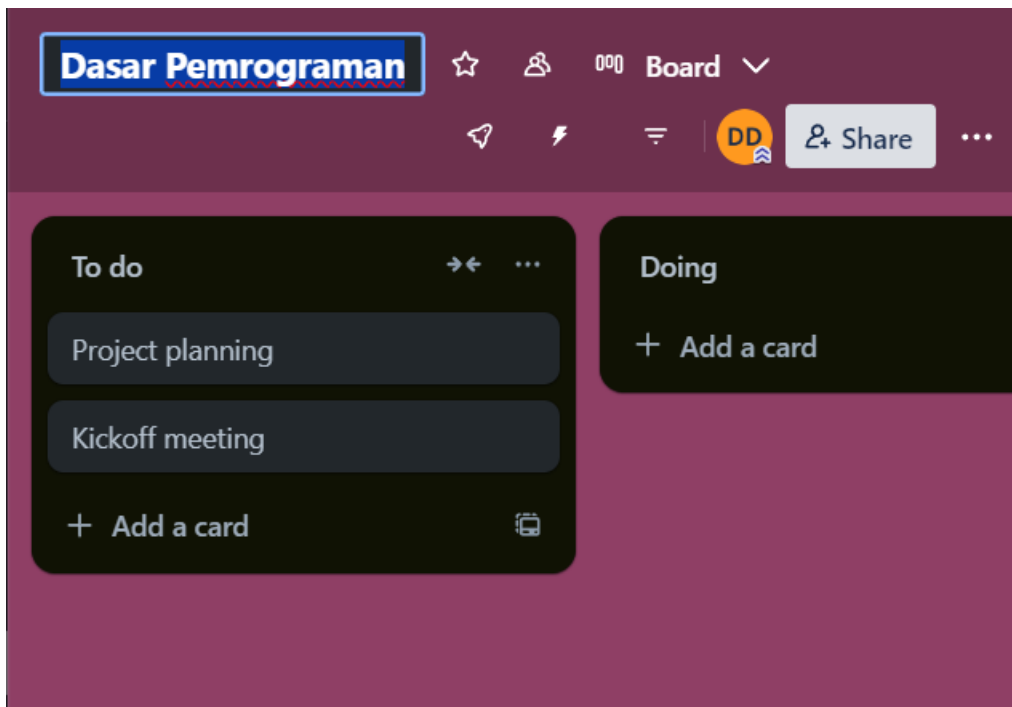 Dasar Pemrograman
Board
DD
Share
To do
Project planning
Kickoff meeting
Add a card
Doing
Add a card